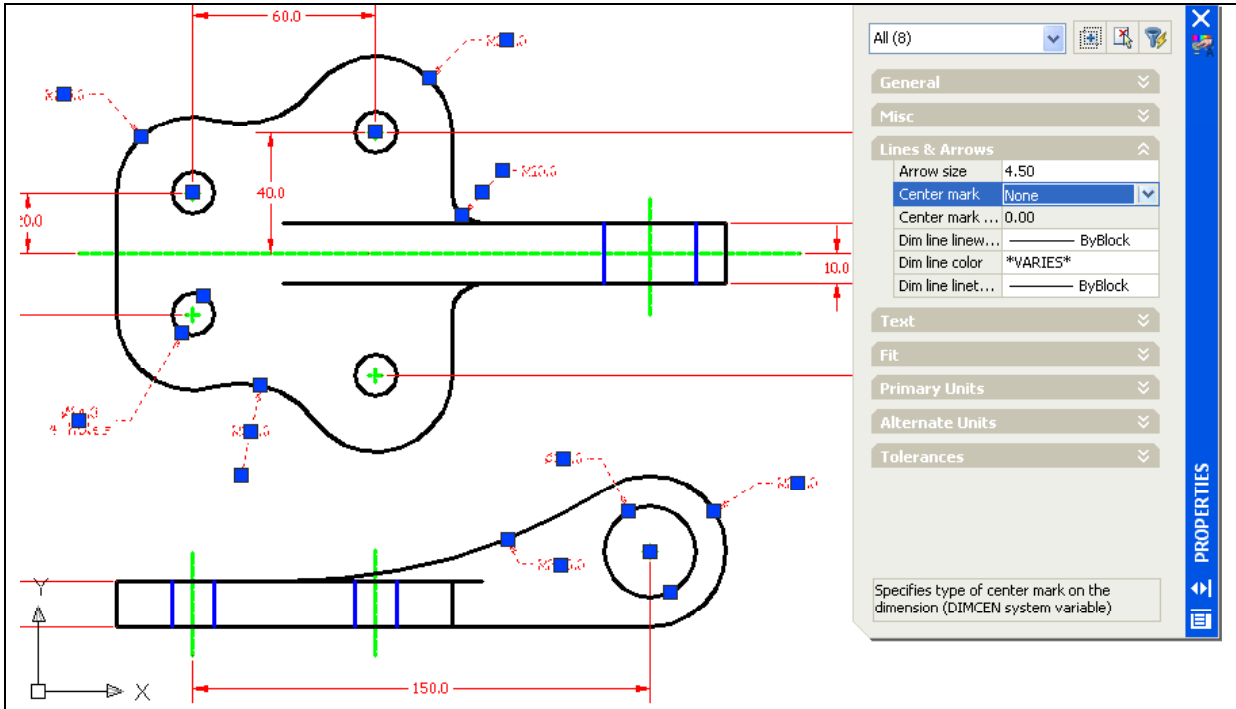 60.0
40.0
20.0
R20.0
10.0
150.0
Y
X
All (8)
General
Misc
Lines & Arrows
Arrow size 4.50
Center mark None
Center mark ... 0.00
Dim line linew... ByBlock
Dim line color *VARIES*
Dim line linet... ByBlock
Text
Fit
Primary Units
Alternate Units
Tolerances
Specifies type of center mark on the
dimension (DIMCEN system variable)
PROPERTIES